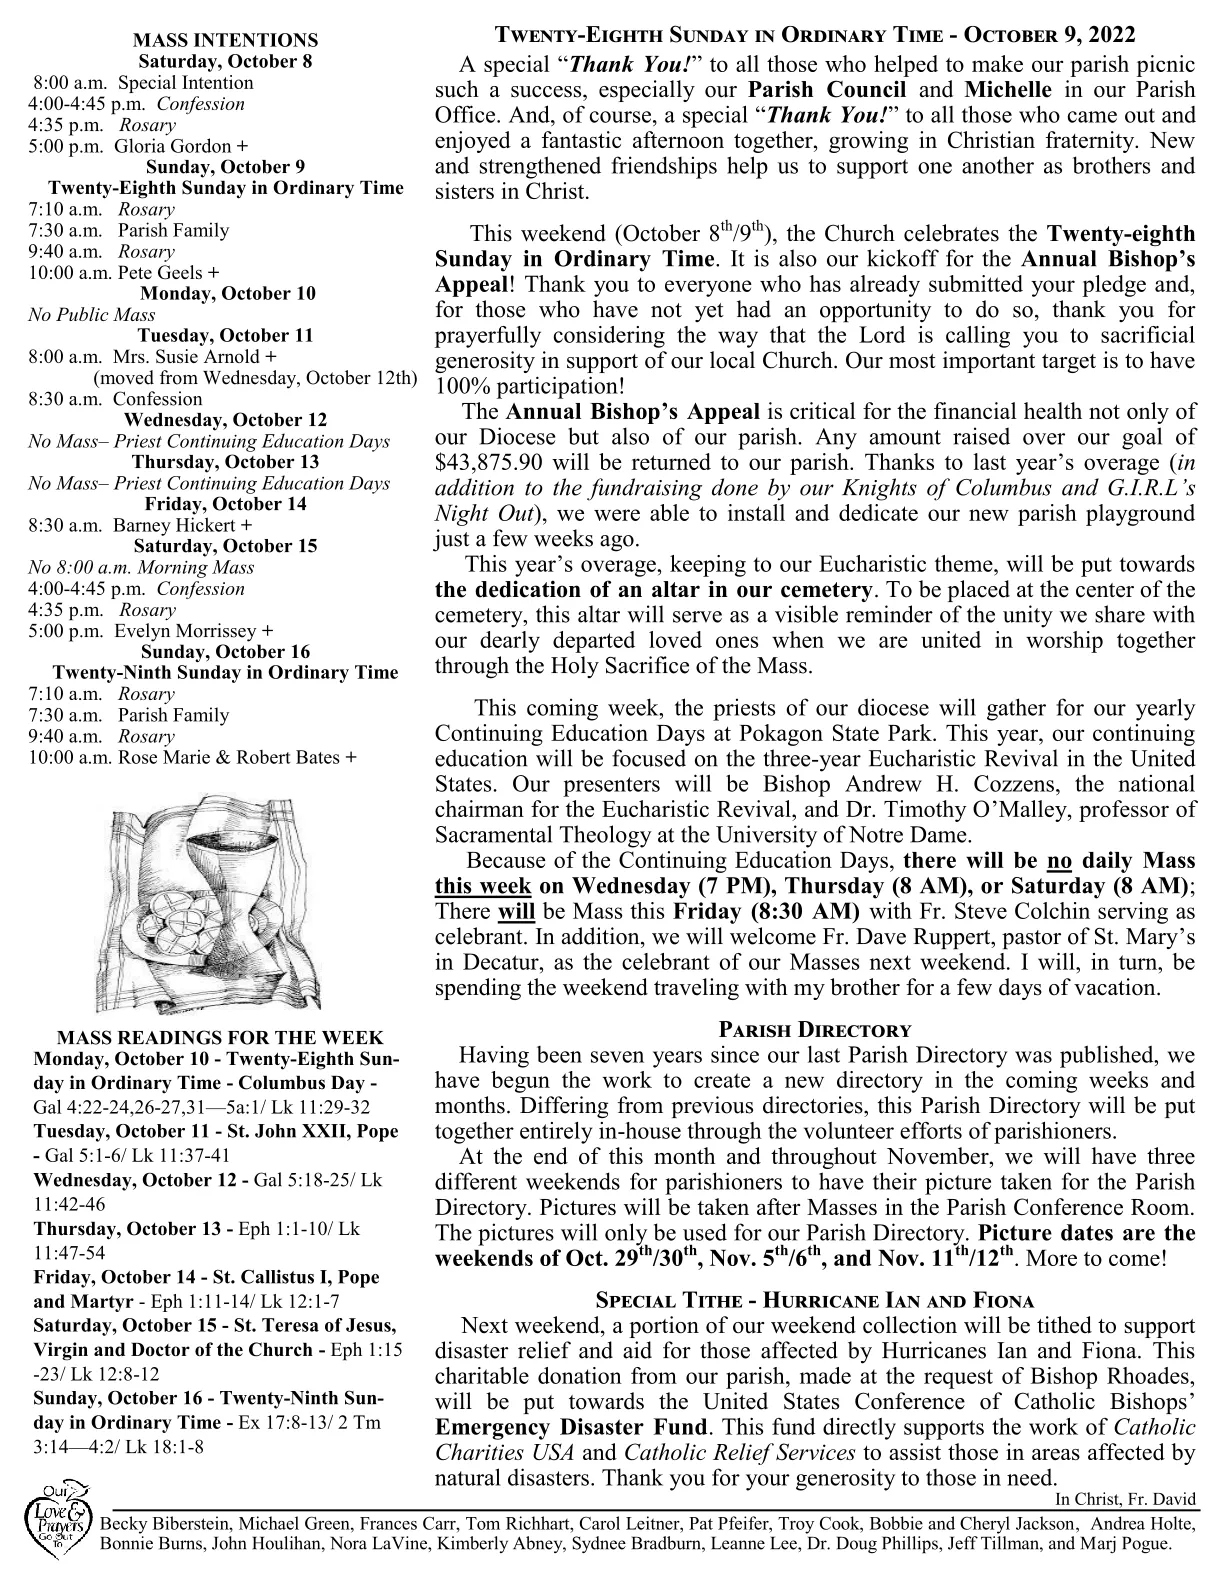 MASS INTENTIONS
Saturday, October 8
8:00 a.m. Special Intention
4:00-4:45 p.m. Confession
4:35 p.m. Rosary
5:00 p.m. Gloria Gordon +
Sunday, October 9
Twenty-Eighth Sunday in Ordinary Time
7:10 a.m. Rosary
7:30 a.m. Parish Family
9:40 a.m. Rosary
10:00 a.m. Pete Geels +
Monday, October 10
No Public Mass
Tuesday, October 11
8:00 a.m. Mrs. Susie Arnold +
(moved from Wednesday, October 12th)
8:30 a.m. Confession
Wednesday, October 12
No Mass– Priest Continuing Education Days
Thursday, October 13
No Mass– Priest Continuing Education Days
Friday, October 14
8:30 a.m. Barney Hickert +
Saturday, October 15
No 8:00 a.m. Morning Mass
4:00-4:45 p.m. Confession
4:35 p.m. Rosary
5:00 p.m. Evelyn Morrissey +
Sunday, October 16
Twenty-Ninth Sunday in Ordinary Time
7:10 a.m. Rosary
7:30 a.m. Parish Family
9:40 a.m. Rosary
10:00 a.m. Rose Marie & Robert Bates +
MASS READINGS FOR THE WEEK
Monday, October 10 - Twenty-Eighth Sun-
day in Ordinary Time - Columbus Day -
Gal 4:22-24,26-27,31—5a:1/ Lk 11:29-32
Tuesday, October 11 - St. John XXII, Pope
- Gal 5:1-6/ Lk 11:37-41
Wednesday, October 12 - Gal 5:18-25/ Lk
11:42-46
Thursday, October 13 - Eph 1:1-10/ Lk
11:47-54
Friday, October 14 - St. Callistus I, Pope
and Martyr - Eph 1:11-14/ Lk 12:1-7
Saturday, October 15 - St. Teresa of Jesus,
Virgin and Doctor of the Church - Eph 1:15
-23/ Lk 12:8-12
Sunday, October 16 - Twenty-Ninth Sun-
day in Ordinary Time - Ex 17:8-13/ 2 Tm
3:14—4:2/ Lk 18:1-8
TWENTY-EIGHTH SUNDAY IN ORDINARY TIME - OCTOBER 9, 2022
A special “Thank You!” to all those who helped to make our parish picnic
such a success, especially our Parish Council and Michelle in our Parish
Office. And, of course, a special “Thank You!” to all those who came out and
enjoyed a fantastic afternoon together, growing in Christian fraternity. New
and strengthened friendships help us to support one another as brothers and
sisters in Christ.
This weekend (October 8th/9th), the Church celebrates the Twenty-eighth
Sunday in Ordinary Time. It is also our kickoff for the Annual Bishop’s
Appeal! Thank you to everyone who has already submitted your pledge and,
for those who have not yet had an opportunity to do so, thank you for
prayerfully considering the way that the Lord is calling you to sacrificial
generosity in support of our local Church. Our most important target is to have
100% participation!
The Annual Bishop’s Appeal is critical for the financial health not only of
our Diocese but also of our parish. Any amount raised over our goal of
$43,875.90 will be returned to our parish. Thanks to last year’s overage (in
addition to the fundraising done by our Knights of Columbus and G.I.R.L’s
Night Out), we were able to install and dedicate our new parish playground
just a few weeks ago.
This year’s overage, keeping to our Eucharistic theme, will be put towards
the dedication of an altar in our cemetery. To be placed at the center of the
cemetery, this altar will serve as a visible reminder of the unity we share with
our dearly departed loved ones when we are united in worship together
through the Holy Sacrifice of the Mass.
This coming week, the priests of our diocese will gather for our yearly
Continuing Education Days at Pokagon State Park. This year, our continuing
education will be focused on the three-year Eucharistic Revival in the United
States. Our presenters will be Bishop Andrew H. Cozzens, the national
chairman for the Eucharistic Revival, and Dr. Timothy O’Malley, professor of
Sacramental Theology at the University of Notre Dame.
Because of the Continuing Education Days, there will be no daily Mass
this week on Wednesday (7 PM), Thursday (8 AM), or Saturday (8 AM);
There will be Mass this Friday (8:30 AM) with Fr. Steve Colchin serving as
celebrant. In addition, we will welcome Fr. Dave Ruppert, pastor of St. Mary’s
in Decatur, as the celebrant of our Masses next weekend. I will, in turn, be
spending the weekend traveling with my brother for a few days of vacation.
PARISH DIRECTORY
Having been seven years since our last Parish Directory was published, we
have begun the work to create a new directory in the coming weeks and
months. Differing from previous directories, this Parish Directory will be put
together entirely in-house through the volunteer efforts of parishioners.
At the end of this month and throughout November, we will have three
different weekends for parishioners to have their picture taken for the Parish
Directory. Pictures will be taken after Masses in the Parish Conference Room.
The pictures will only be used for our Parish Directory. Picture dates are the
weekends of Oct. 29th/30th, Nov. 5th/6th, and Nov. 11th/12th. More to come!
SPECIAL TITHE - HURRICANE IAN AND FIONA
Next weekend, a portion of our weekend collection will be tithed to support
disaster relief and aid for those affected by Hurricanes Ian and Fiona. This
charitable donation from our parish, made at the request of Bishop Rhoades,
will be put towards the United States Conference of Catholic Bishops’
Emergency Disaster Fund. This fund directly supports the work of Catholic
Charities USA and Catholic Relief Services to assist those in areas affected by
natural disasters. Thank you for your generosity to those in need.
In Christ, Fr. David
Our
Love &
Prayers
Go Out
To
Becky Biberstein, Michael Green, Frances Carr, Tom Richhart, Carol Leitner, Pat Pfeifer, Troy Cook, Bobbie and Cheryl Jackson, Andrea Holte,
Bonnie Burns, John Houlihan, Nora LaVine, Kimberly Abney, Sydnee Bradburn, Leanne Lee, Dr. Doug Phillips, Jeff Tillman, and Marj Pogue.